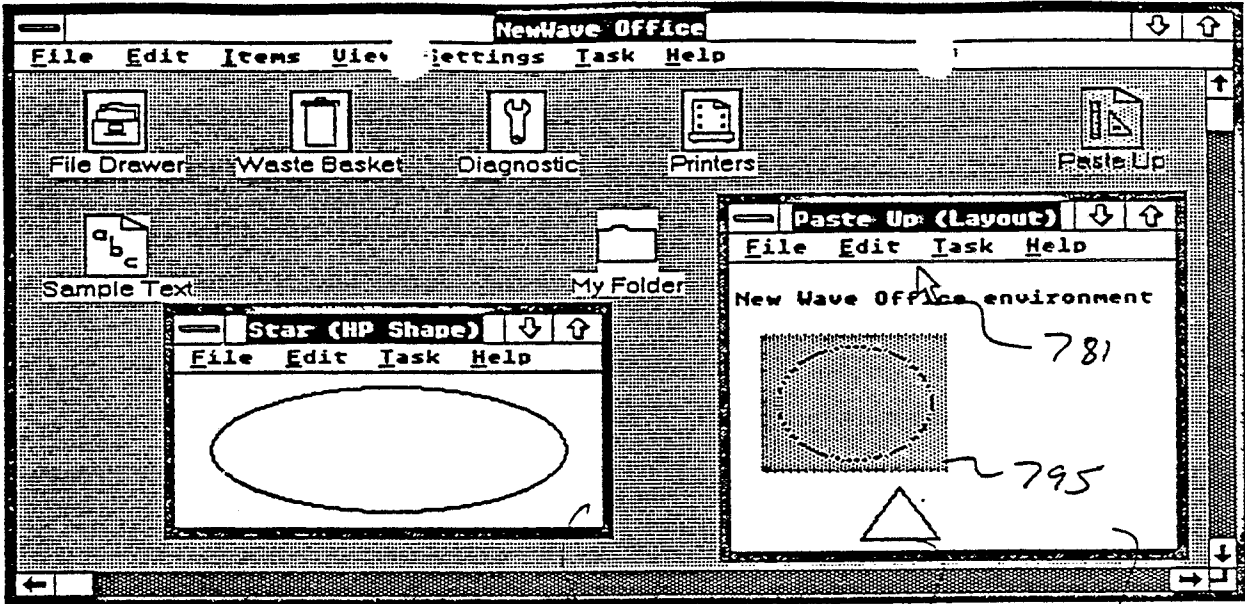 NewWave Office
File Edit Items View Settings Task Help
File Drawer Waste Basket Diagnostic Printers Paste Up
abc
Sample Text My Folder
Paste Up (Layout)
File Edit Task Help
New Wave Office environment
Star (HP Shape)
File Edit Task Help
781
795